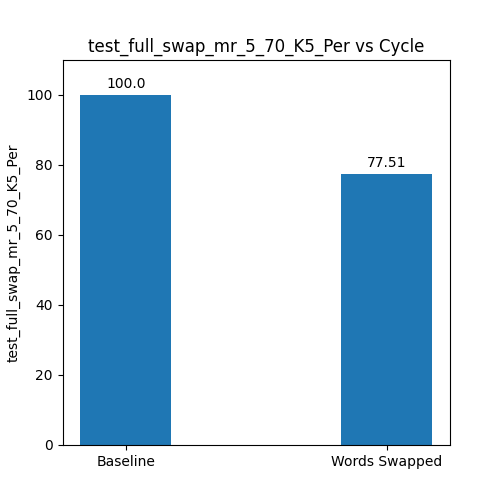 test_full_swap_mr_5_70_K5_Per vs Cycle
100.0
77.51
100
80
60
40
20
0
test_full_swap_mr_5_70_K5_Per
Baseline
Words Swapped